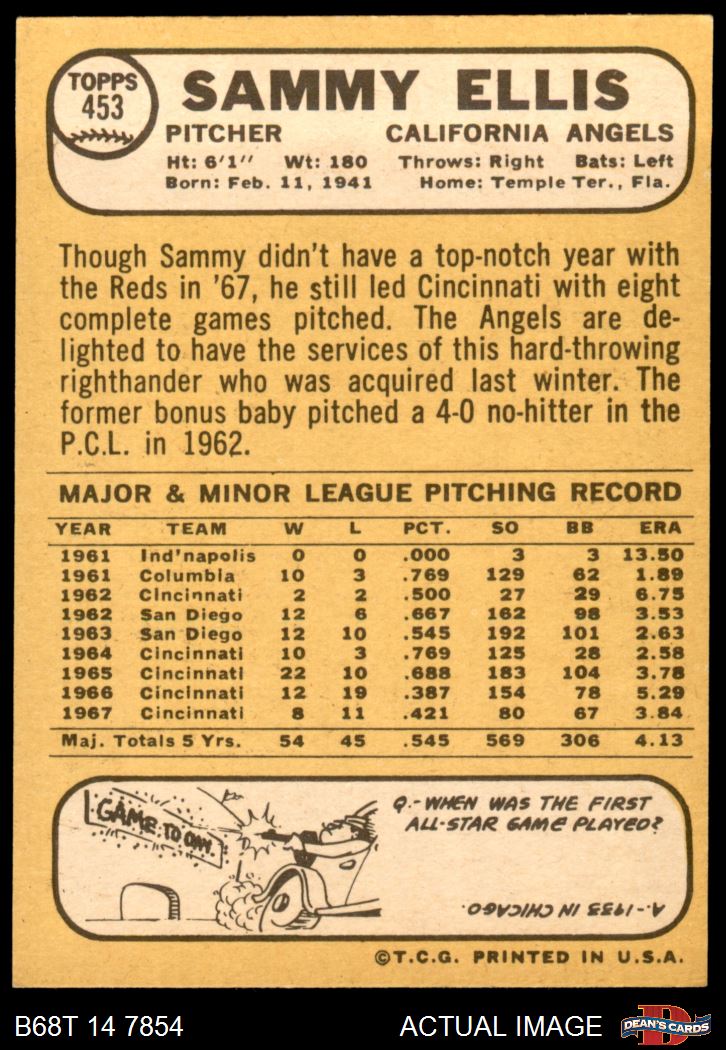 TOPPS
453
SAMMY ELLIS
PITCHER CALIFORNIA ANGELS
Ht: 6'1" Wt: 180 Throws: Right Bats: Left
Born: Feb. 11, 1941 Home: Temple Ter., Fla.
Though Sammy didn't have a top-notch year with
the Reds in '67, he still led Cincinnati with eight
complete games pitched. The Angels are de-
lighted to have the services of this hard-throwing
righthander who was acquired last winter. The
former bonus baby pitched a 4-0 no-hitter in the
P.C.L. in 1962.
MAJOR & MINOR LEAGUE PITCHING RECORD
YEAR TEAM W L PCT. SO BB ERA
1961 Ind'napolis 0 0 .000 3 3 13.50
1961 Columbia 10 3 .769 129 62 1.89
1962 Cincinnati 2 2 .500 27 29 6.75
1962 San Diego 12 6 .667 162 98 3.53
1963 San Diego 12 10 .545 192 101 2.63
1964 Cincinnati 10 3 .769 125 28 2.58
1965 Cincinnati 22 10 .688 183 104 3.78
1966 Cincinnati 12 19 .387 154 78 5.29
1967 Cincinnati 8 11 .421 80 67 3.84
Maj. Totals 5 Yrs. 54 45 .545 569 306 4.13
GAME TODAY
Q.-WHEN WAS THE FIRST
ALL-STAR GAME PLAYED?
A.-1933 IN CHICAGO.
©T.C.G. PRINTED IN U.S.A.
B68T 14 7854 ACTUAL IMAGE
D
DEAN'S CARDS